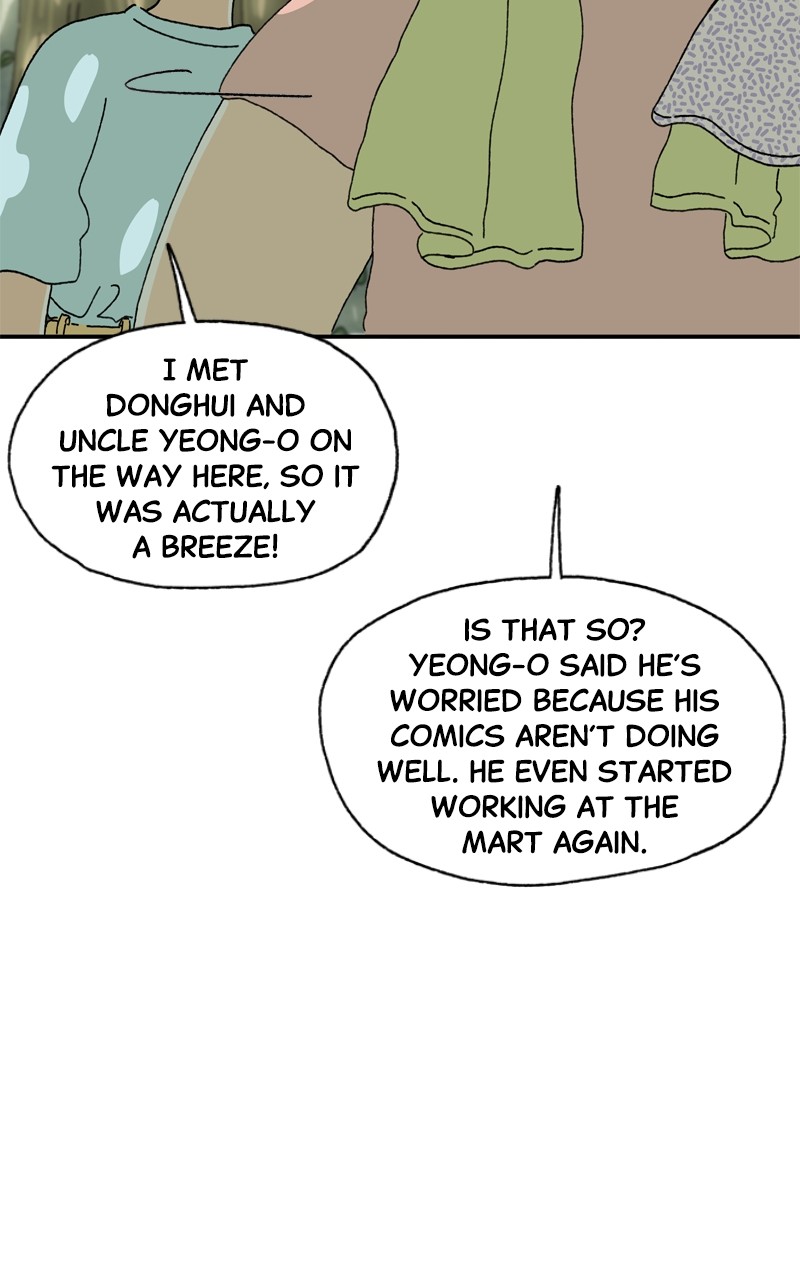 I MET
DONGHUI AND
UNCLE YEONG-O ON
THE WAY HERE, SO IT
WAS ACTUALLY
A BREEZE!
IS THAT SO?
YEONG-O SAID HE'S
WORRIED BECAUSE HIS
COMICS AREN'T DOING
WELL. HE EVEN STARTED
WORKING AT THE
MART AGAIN.